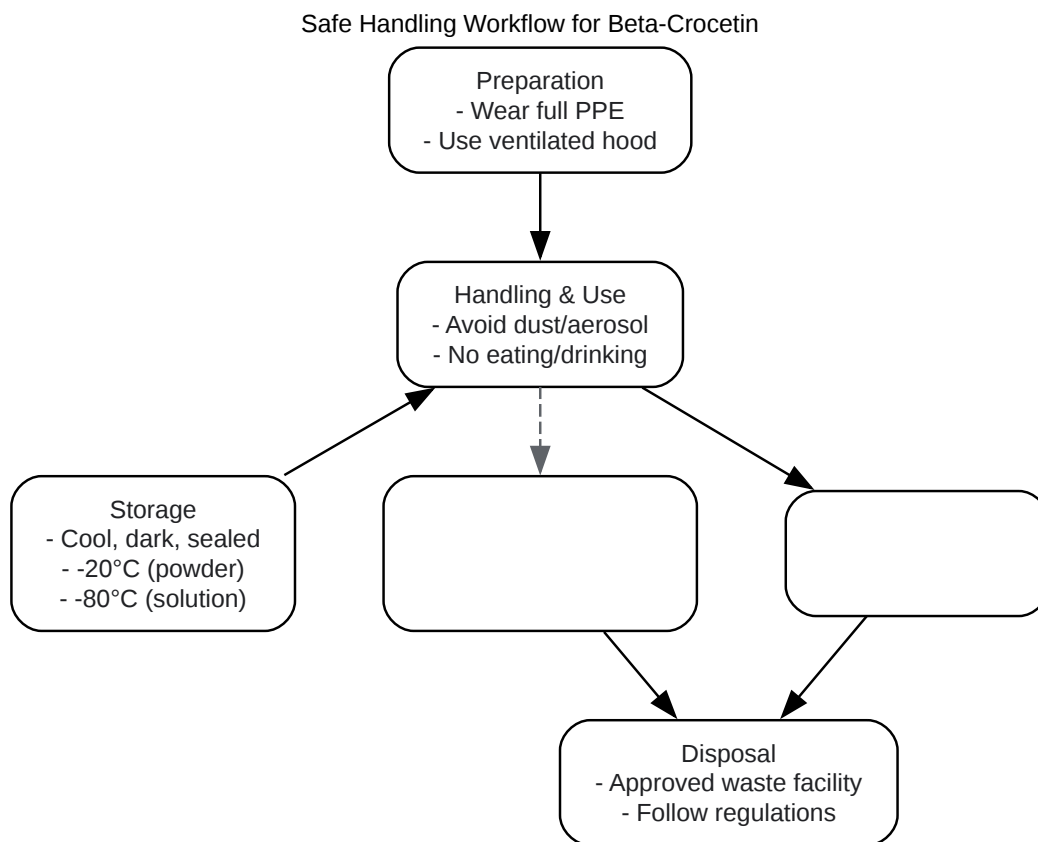 Safe Handling Workflow for Beta-Crocetin
Preparation
- Wear full PPE
- Use ventilated hood
Handling & Use
- Avoid dust/aerosol
- No eating/drinking
Storage
- Cool, dark, sealed
- -20°C (powder)
- -80°C (solution)
Disposal
- Approved waste facility
- Follow regulations